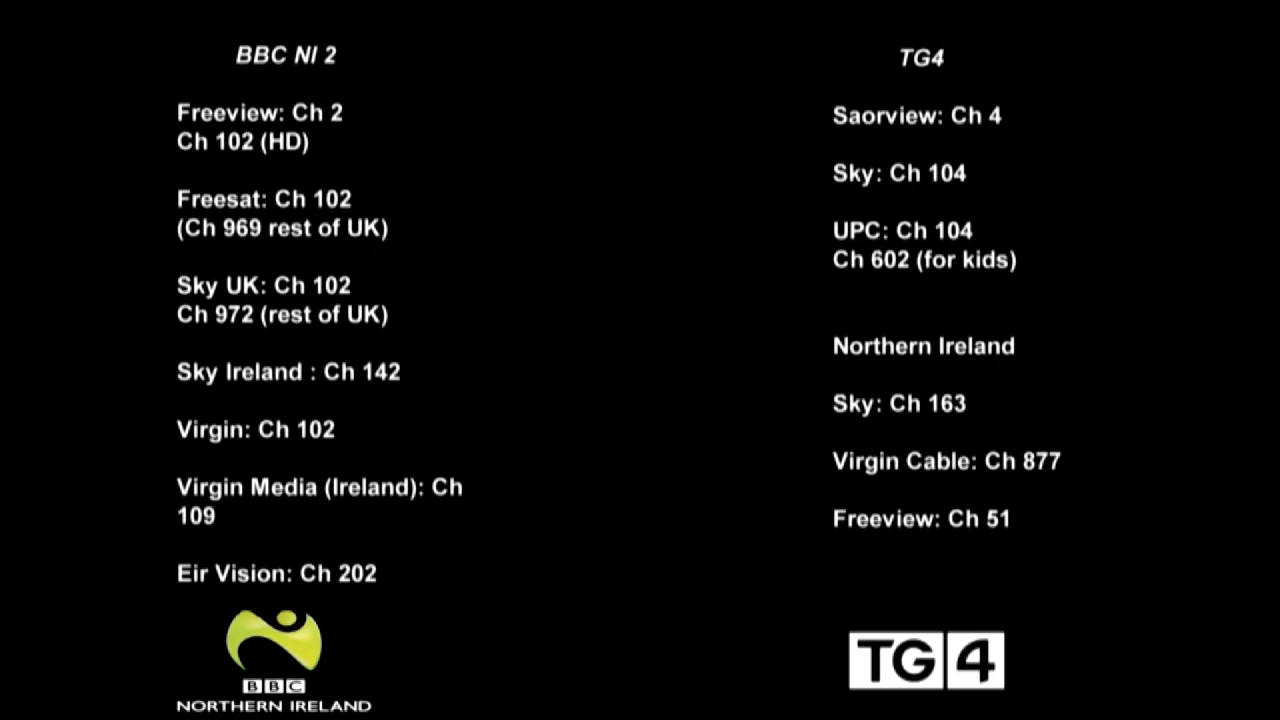 BBC NI 2
Freeview: Ch 2
Ch 102 (HD)
Freesat: Ch 102
(Ch 969 rest of UK)
Sky UK: Ch 102
Ch 972 (rest of UK)
Sky Ireland : Ch 142
Virgin: Ch 102
Virgin Media (Ireland): Ch
109
Eir Vision: Ch 202
BBC
NORTHERN IRELAND
TG4
Saorview: Ch 4
Sky: Ch 104
UPC: Ch 104
Ch 602 (for kids)
Northern Ireland
Sky: Ch 163
Virgin Cable: Ch 877
Freeview: Ch 51
TG4